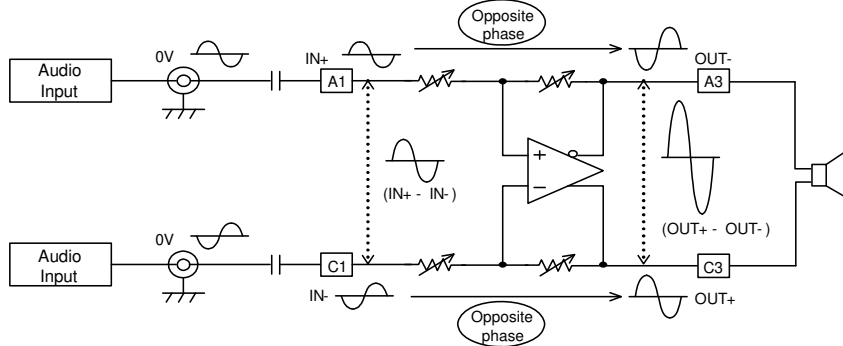 Opposite
phase
0V
IN+
OUT-
Audio
Input
A1
A3
+
−
(IN+ - IN-)
(OUT+ - OUT-)
0V
Audio
Input
C1
C3
IN-
OUT+
Opposite
phase